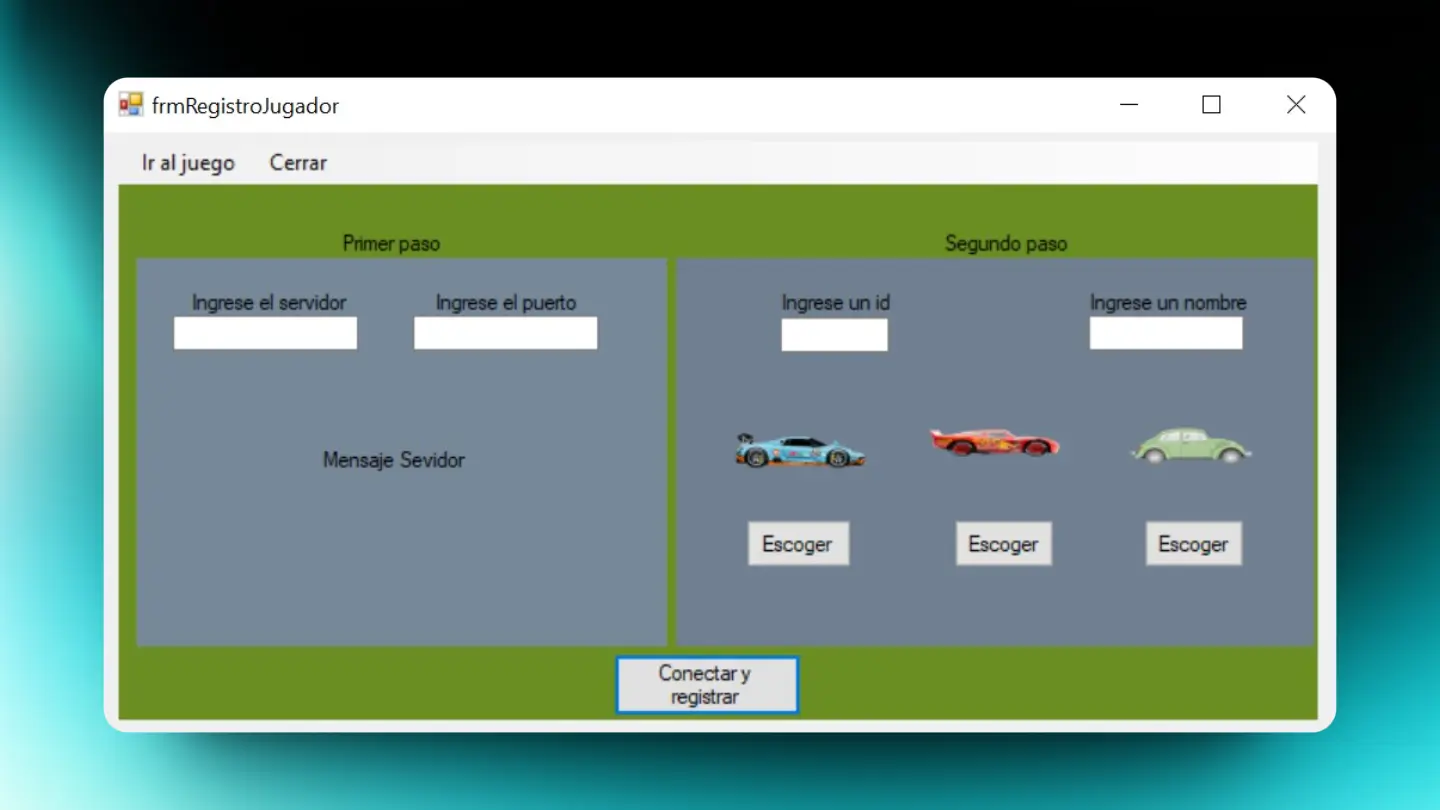 frmRegistroJugador
Ir al juego Cerrar
Primer paso
Ingrese el servidor Ingrese el puerto
Mensaje Sevidor
Segundo paso
Ingrese un id Ingrese un nombre
Escoger Escoger Escoger
Conectar y
registrar